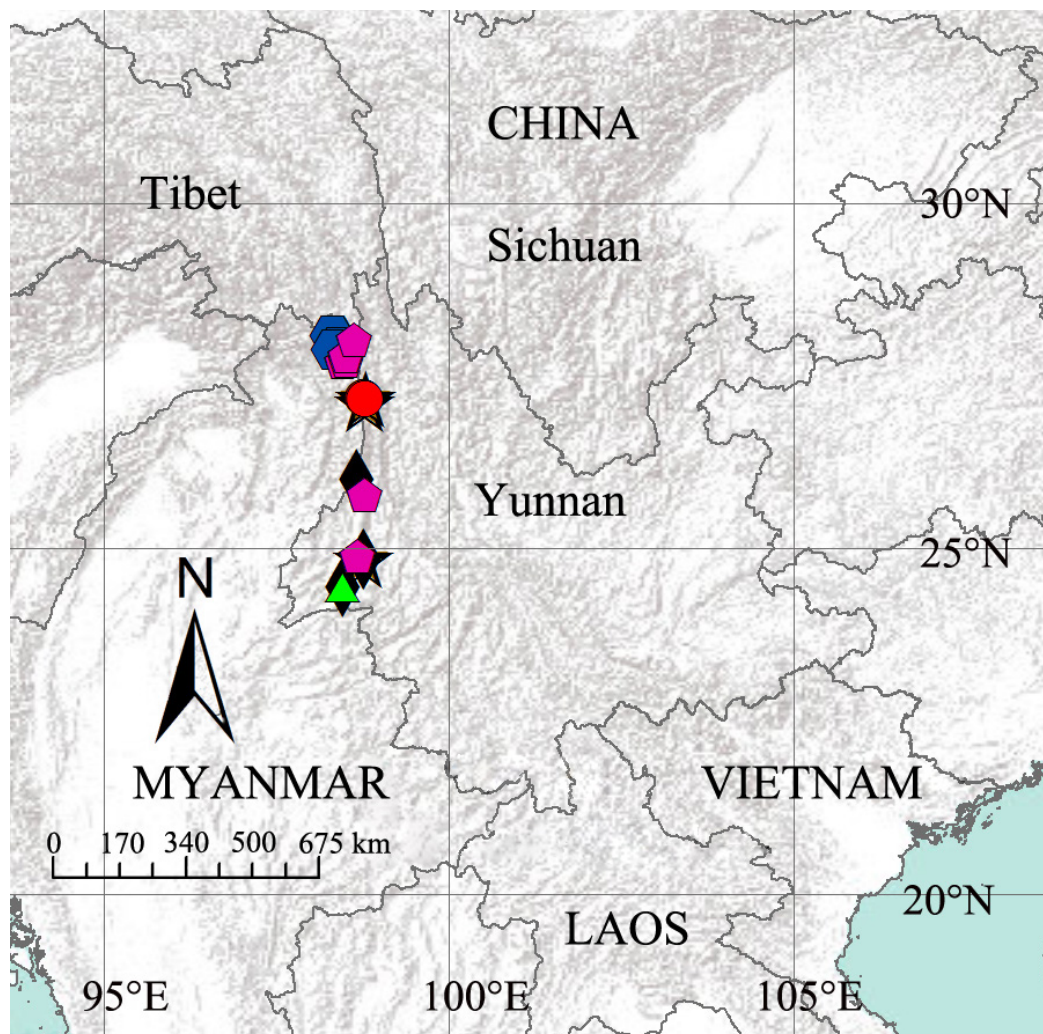 CHINA
Tibet
30°N
Sichuan
Yunnan
25°N
N
MYANMAR
VIETNAM
0 170 340 500 675 km
20°N
LAOS
95°E 100°E 105°E